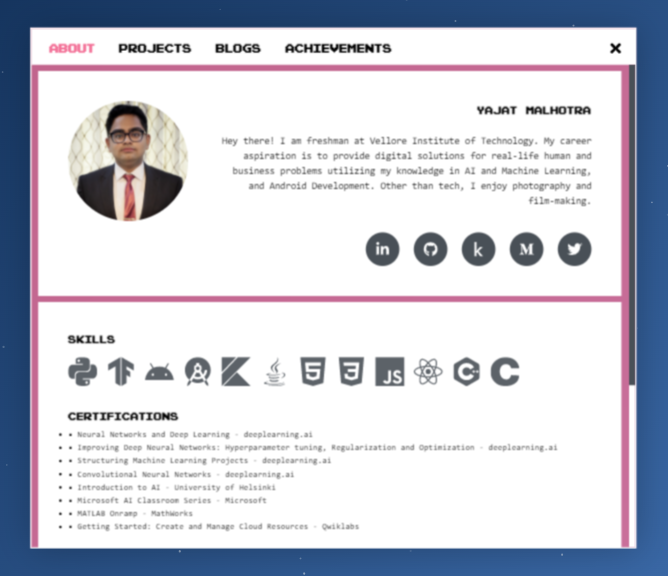 ABOUT PROJECTS BLOGS ACHIEVEMENTS ×
YAJAT MALHOTRA
Hey there! I am freshman at Vellore Institute of Technology. My career
aspiration is to provide digital solutions for real-life human and
business problems utilizing my knowledge in AI and Machine Learning,
and Android Development. Other than tech, I enjoy photography and
film-making.
in k M
SKILLS
5 3 JS C++ C
CERTIFICATIONS
• • Neural Networks and Deep Learning - deeplearning.ai
• • Improving Deep Neural Networks: Hyperparameter tuning, Regularization and Optimization - deeplearning.ai
• • Structuring Machine Learning Projects - deeplearning.ai
• • Convolutional Neural Networks - deeplearning.ai
• • Introduction to AI - University of Helsinki
• • Microsoft AI Classroom Series - Microsoft
• • MATLAB Onramp - MathWorks
• • Getting Started: Create and Manage Cloud Resources - Qwiklabs